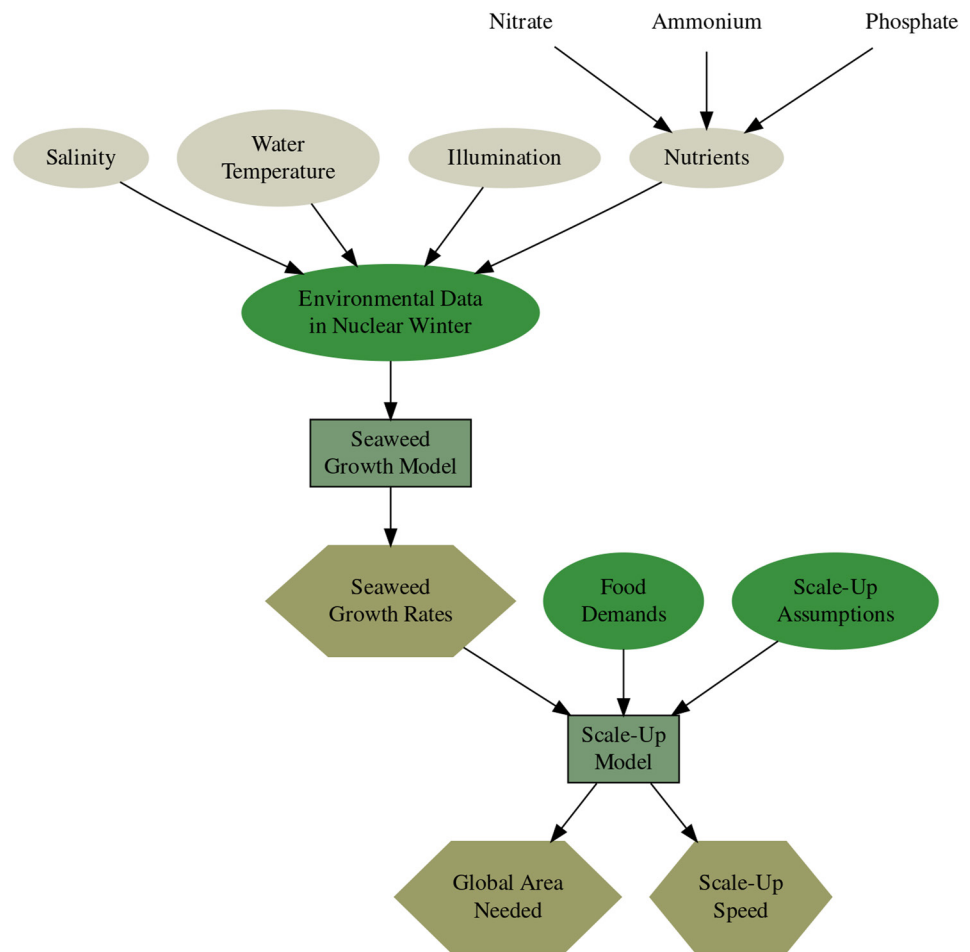 Nitrate
Ammonium
Phosphate
Salinity
Water
Temperature
Illumination
Nutrients
Environmental Data
in Nuclear Winter
Seaweed
Growth Model
Seaweed
Growth Rates
Food
Demands
Scale-Up
Assumptions
Scale-Up
Model
Global Area
Needed
Scale-Up
Speed